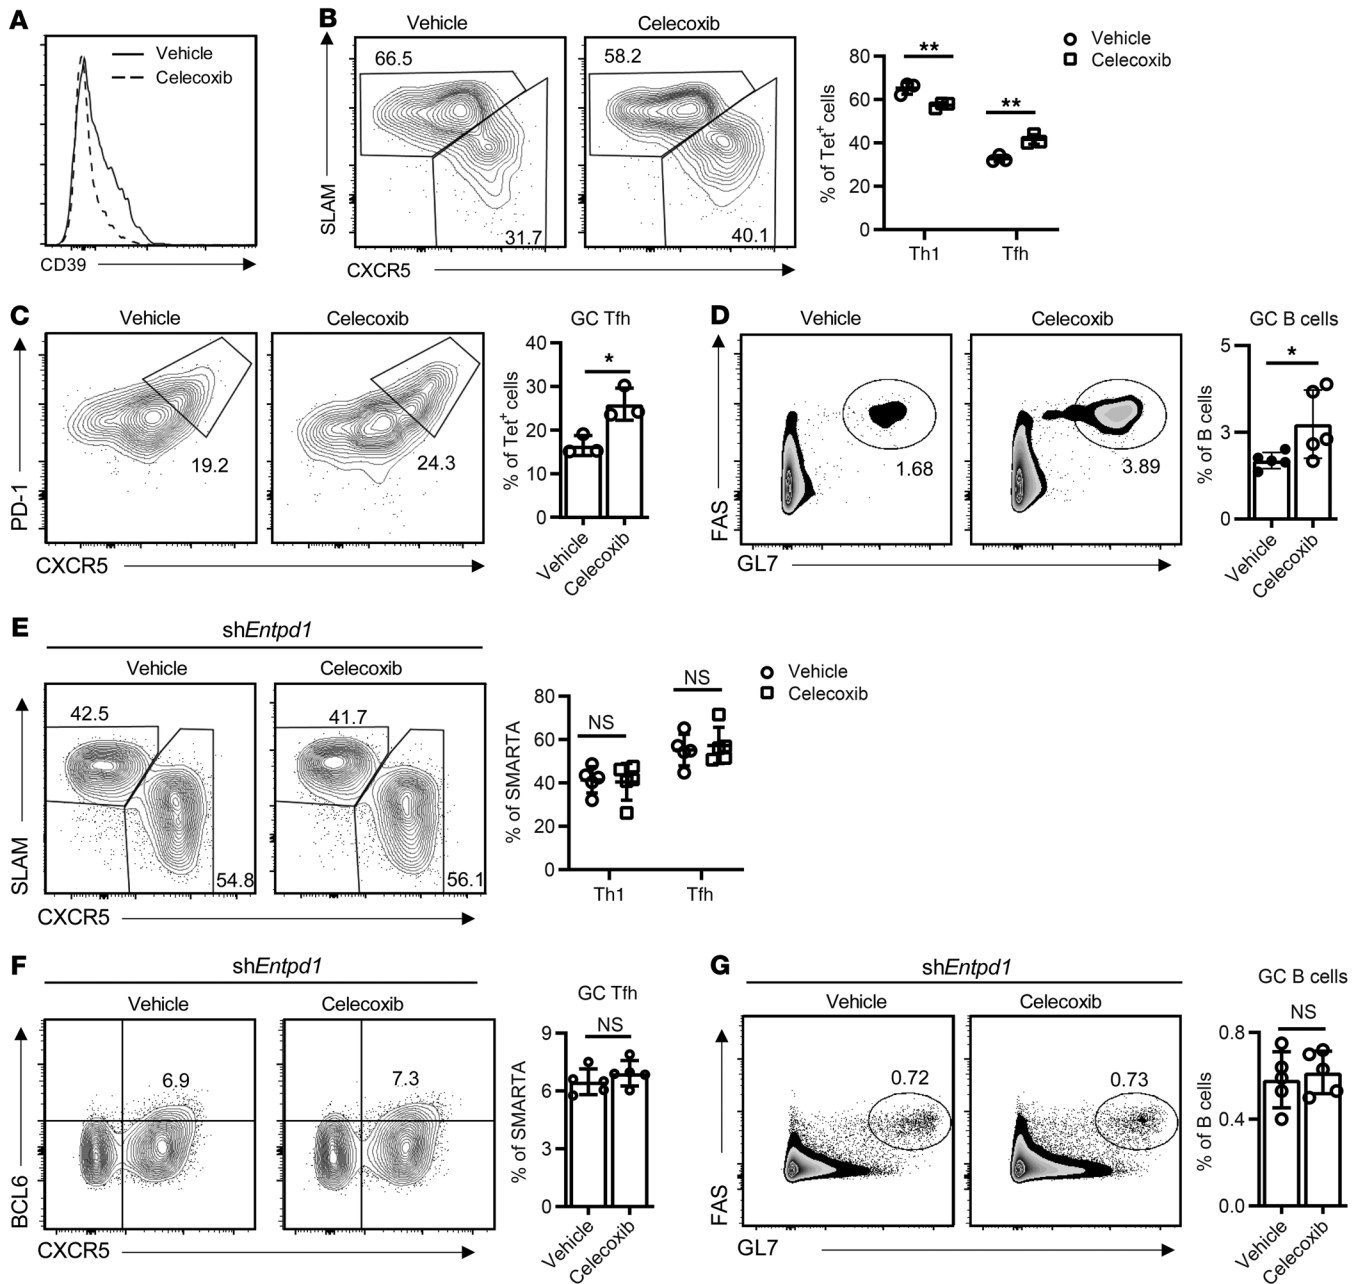 A
Vehicle
Celecoxib
CD39
B
Vehicle
Celecoxib
66.5
31.7
58.2
40.1
SLAM
CXCR5
% of Tet+ cells
80
60
40
20
0
**
**
Th1
Tfh
Vehicle
Celecoxib
C
Vehicle
Celecoxib
19.2
24.3
PD-1
CXCR5
GC Tfh
% of Tet+ cells
40
30
20
10
0
*
Vehicle
Celecoxib
D
Vehicle
Celecoxib
1.68
3.89
FAS
GL7
GC B cells
% of B cells
5
3
0
*
Vehicle
Celecoxib
E
shEntpd1
Vehicle
Celecoxib
42.5
54.8
41.7
56.1
SLAM
CXCR5
% of SMARTA
80
60
40
20
0
NS
NS
Th1
Tfh
Vehicle
Celecoxib
F
shEntpd1
Vehicle
Celecoxib
6.9
7.3
BCL6
CXCR5
GC Tfh
% of SMARTA
9
6
3
0
NS
Vehicle
Celecoxib
G
shEntpd1
Vehicle
Celecoxib
0.72
0.73
FAS
GL7
GC B cells
% of B cells
0.8
0.4
0.0
NS
Vehicle
Celecoxib